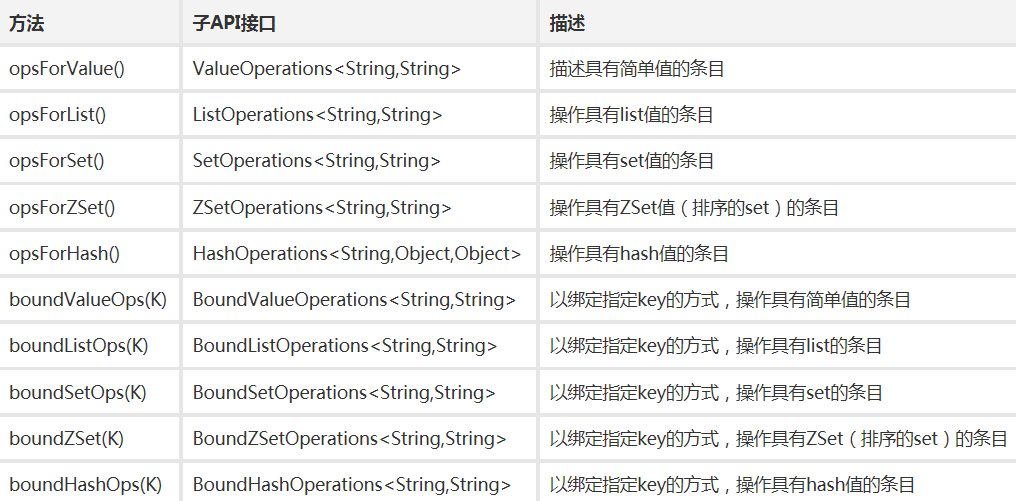 方法 子API接口 描述
opsForValue() ValueOperations<String,String> 描述具有简单值的条目
opsForList() ListOperations<String,String> 操作具有list值的条目
opsForSet() SetOperations<String,String> 操作具有set值的条目
opsForZSet() ZSetOperations<String,String> 操作具有ZSet值（排序的set）的条目
opsForHash() HashOperations<String,Object,Object> 操作具有hash值的条目
boundValueOps(K) BoundValueOperations<String,String> 以绑定指定key的方式，操作具有简单值的条目
boundListOps(K) BoundListOperations<String,String> 以绑定指定key的方式，操作具有list的条目
boundSetOps(K) BoundSetOperations<String,String> 以绑定指定key的方式，操作具有set的条目
boundZSet(K) BoundZSetOperations<String,String> 以绑定指定key的方式，操作具有ZSet（排序的set）的条目
boundHashOps(K) BoundHashOperations<String,String> 以绑定指定key的方式，操作具有hash值的条目